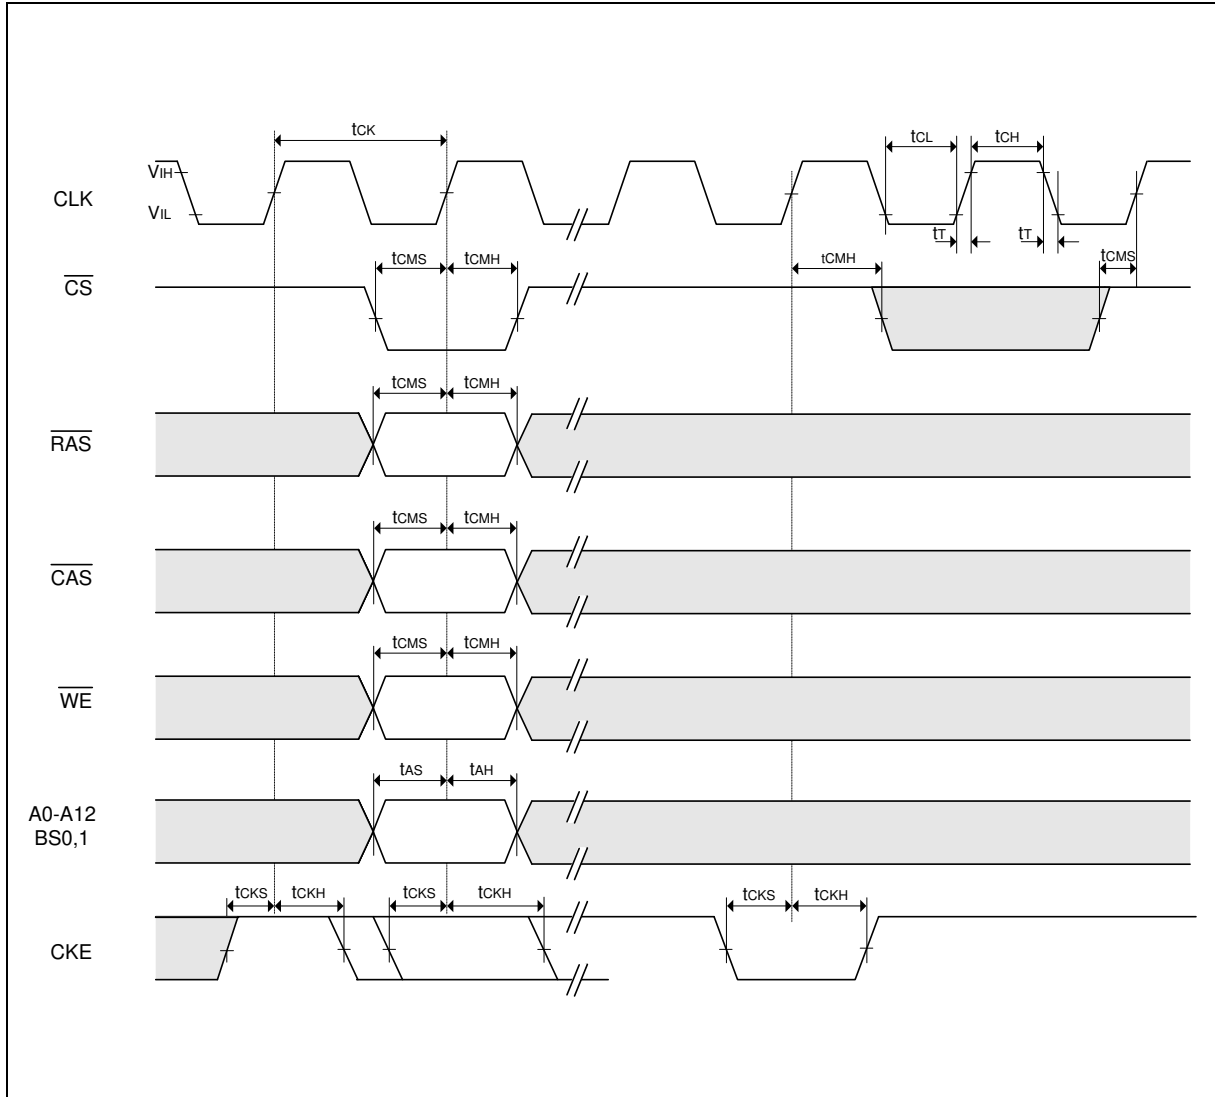 tCK
tCL
tCH
VIH
CLK
VIL
tT
tT
tCMS
tCMH
tCMH
tCMS
CS
tCMS
tCMH
RAS
tCMS
tCMH
CAS
tCMS
tCMH
WE
tAS
tAH
A0-A12
BS0,1
tCKS
tCKH
tCKS
tCKH
tCKS
tCKH
CKE